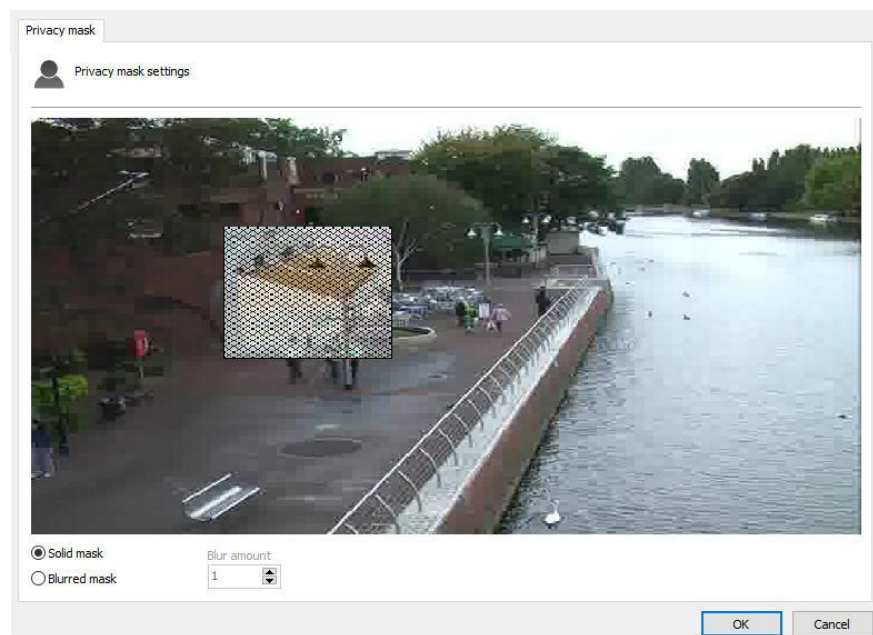 Privacy mask
Privacy mask settings
Solid mask
Blur amount
Blurred mask
1
OK
Cancel